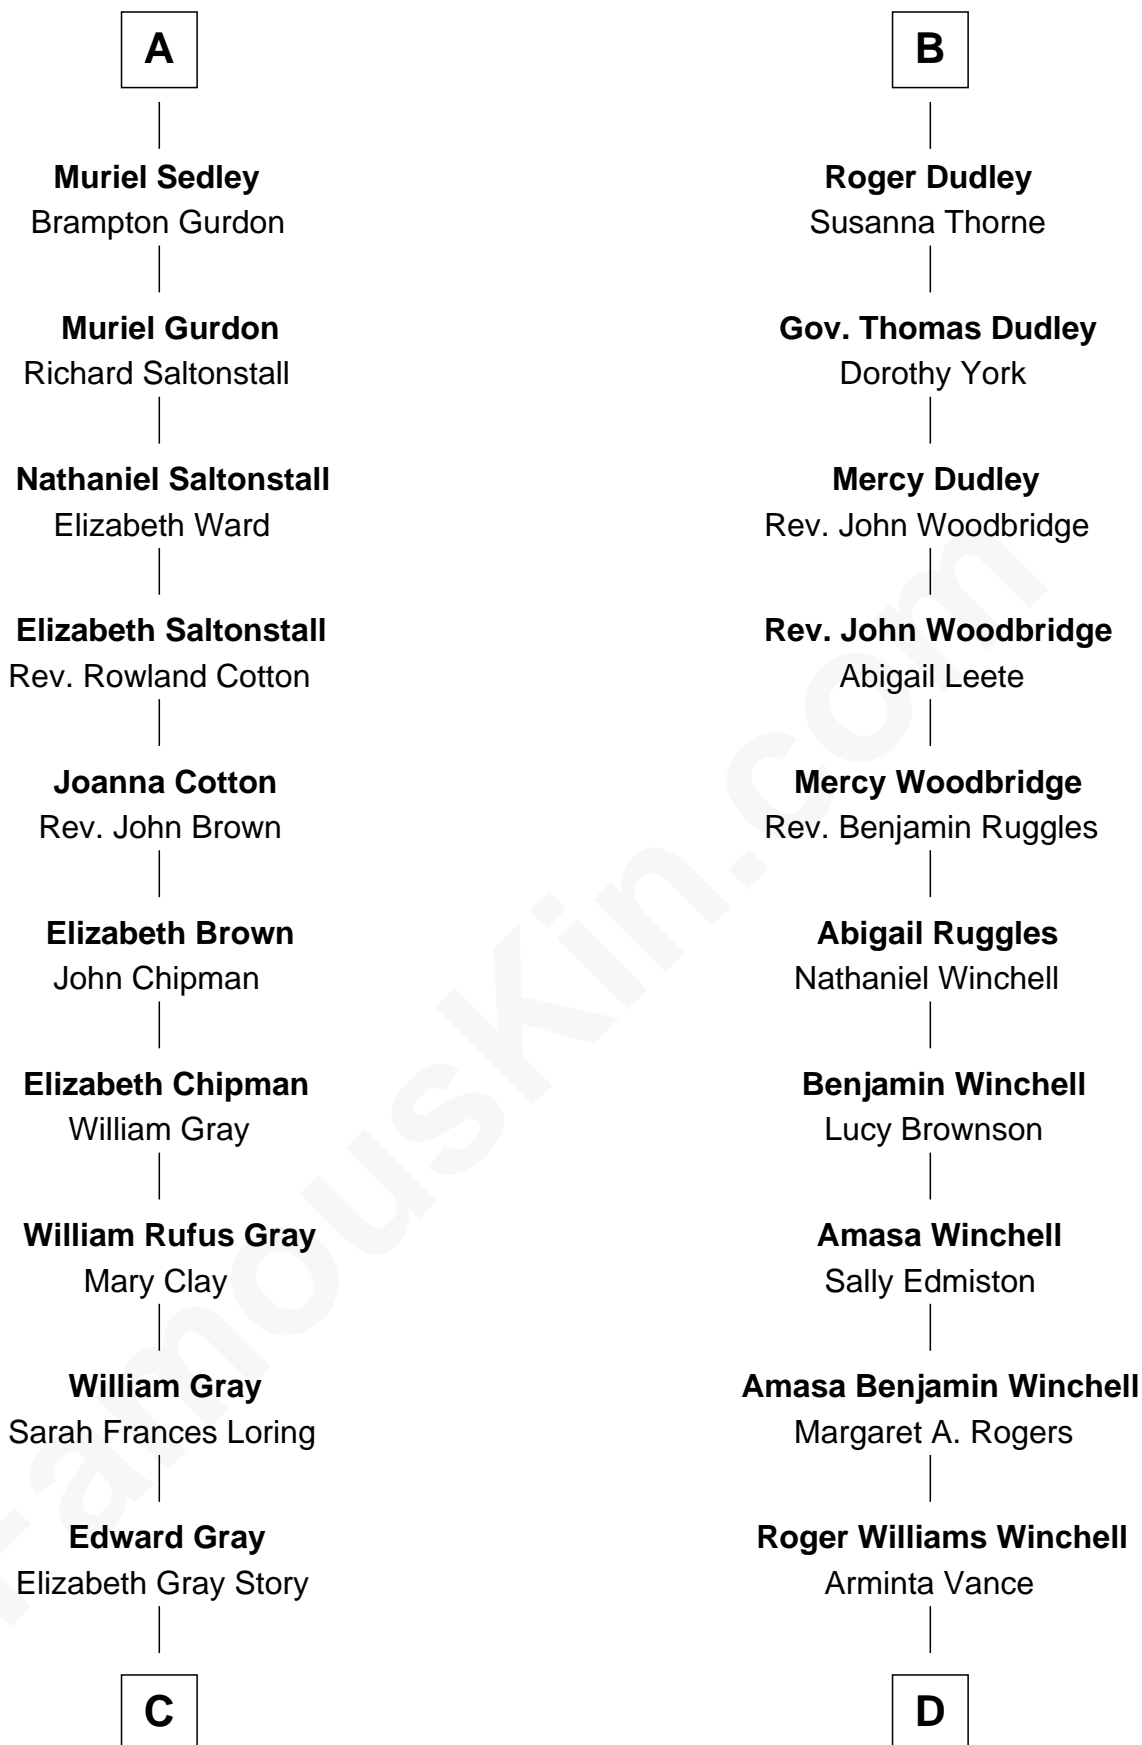 A
Muriel Sedley
Brampton Gurdon
Muriel Gurdon
Richard Saltonstall
Nathaniel Saltonstall
Elizabeth Ward
Elizabeth Saltonstall
Rev. Rowland Cotton
Joanna Cotton
Rev. John Brown
Elizabeth Brown
John Chipman
Elizabeth Chipman
William Gray
William Rufus Gray
Mary Clay
William Gray
Sarah Frances Loring
Edward Gray
Elizabeth Gray Story
C
B
Roger Dudley
Susanna Thorne
Gov. Thomas Dudley
Dorothy York
Mercy Dudley
Rev. John Woodbridge
Rev. John Woodbridge
Abigail Leete
Mercy Woodbridge
Rev. Benjamin Ruggles
Abigail Ruggles
Nathaniel Winchell
Benjamin Winchell
Lucy Brownson
Amasa Winchell
Sally Edmiston
Amasa Benjamin Winchell
Margaret A. Rogers
Roger Williams Winchell
Arminta Vance
D
FamousKin.com